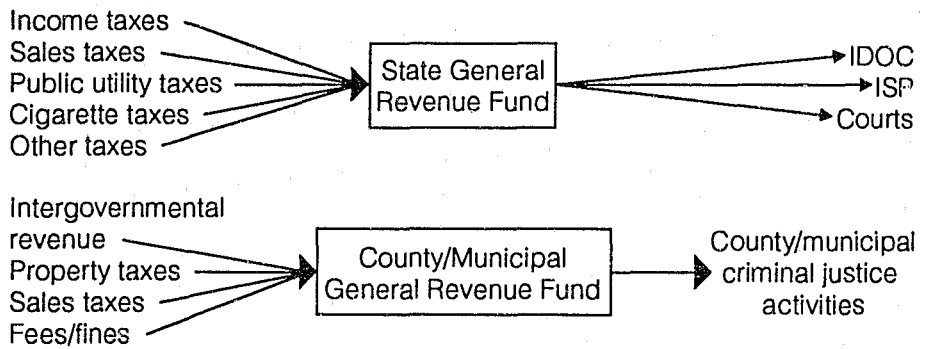 Income taxes
Sales taxes
Public utility taxes
Cigarette taxes
Other taxes
State General
Revenue Fund
IDOC
ISP
Courts
Intergovernmental
revenue
Property taxes
Sales taxes
Fees/fines
County/Municipal
General Revenue Fund
County/municipal
criminal justice
activities